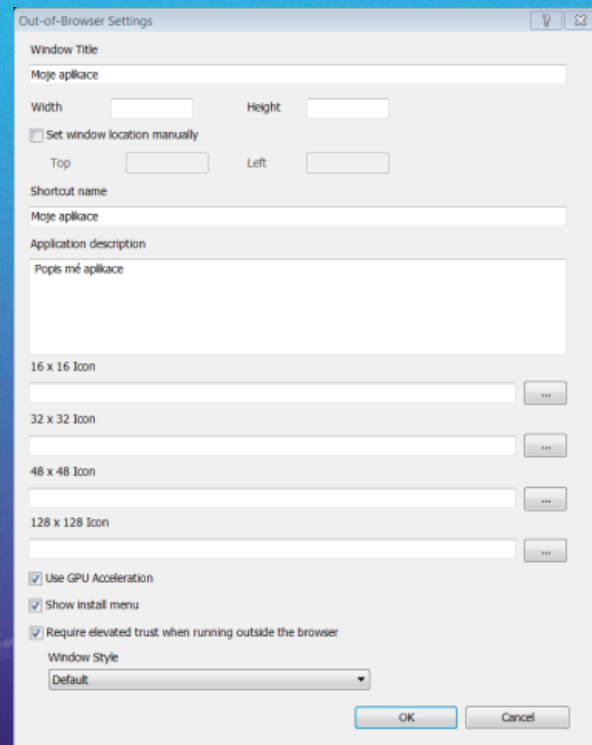 Out-of-Browser Settings
Window Title
Moje aplikace
Width Height
Set window location manually
Top Left
Shortcut name
Moje aplikace
Application description
Popis mé aplikace
16 x 16 Icon
...
32 x 32 Icon
...
48 x 48 Icon
...
128 x 128 Icon
...
Use GPU Acceleration
Show install menu
Require elevated trust when running outside the browser
Window Style
Default
OK Cancel